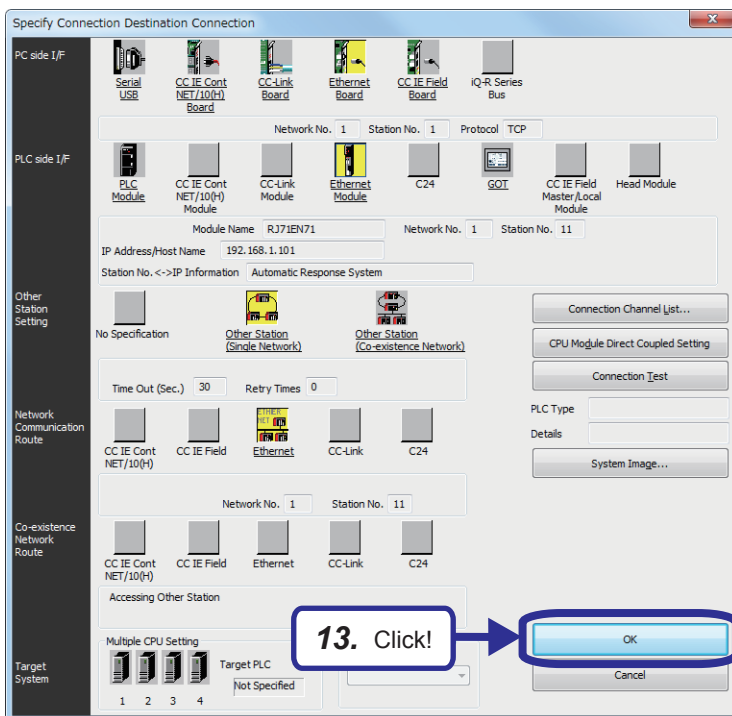 Specify Connection Destination Connection
PC side I/F
Serial
USB
CC IE Cont
NET/10(H)
Board
CC-Link
Board
Ethernet
Board
CC IE Field
Board
iQ-R Series
Bus
Network No. 1 Station No. 1 Protocol TCP
PLC side I/F
PLC
Module
CC IE Cont
NET/10(H)
Module
CC-Link
Module
Ethernet
Module
C24
GOT
CC IE Field
Master/Local
Module
Head Module
Module Name RJ71EN71 Network No. 1 Station No. 11
IP Address/Host Name 192.168.1.101
Station No.<->IP Information Automatic Response System
Other
Station
Setting
No Specification
Other Station
(Single Network)
Other Station
(Co-existence Network)
Time Out (Sec.) 30 Retry Times 0
Connection Channel List...
CPU Module Direct Coupled Setting
Connection Test
PLC Type
Details
System Image...
Network
Communication
Route
CC IE Cont
NET/10(H)
CC IE Field
ETHER
NET
Ethernet
CC-Link
C24
Network No. 1 Station No. 11
Co-existence
Network
Route
CC IE Cont
NET/10(H)
CC IE Field
Ethernet
CC-Link
C24
Accessing Other Station
13. Click!
OK
Cancel
Target
System
Multiple CPU Setting
1 2 3 4
Target PLC
Not Specified